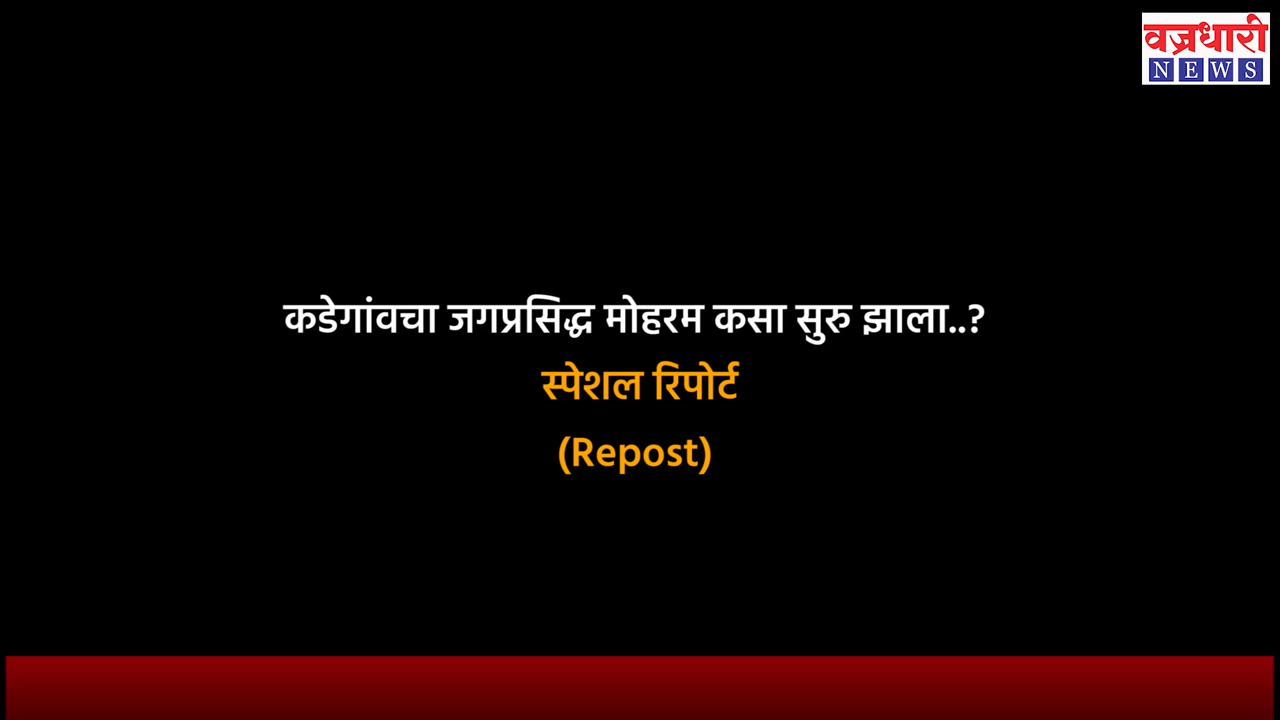 वज्रधारी
NEWS
कडेगांवचा जगप्रसिद्ध मोहरम कसा सुरु झाला..?
स्पेशल रिपोर्ट
(Repost)